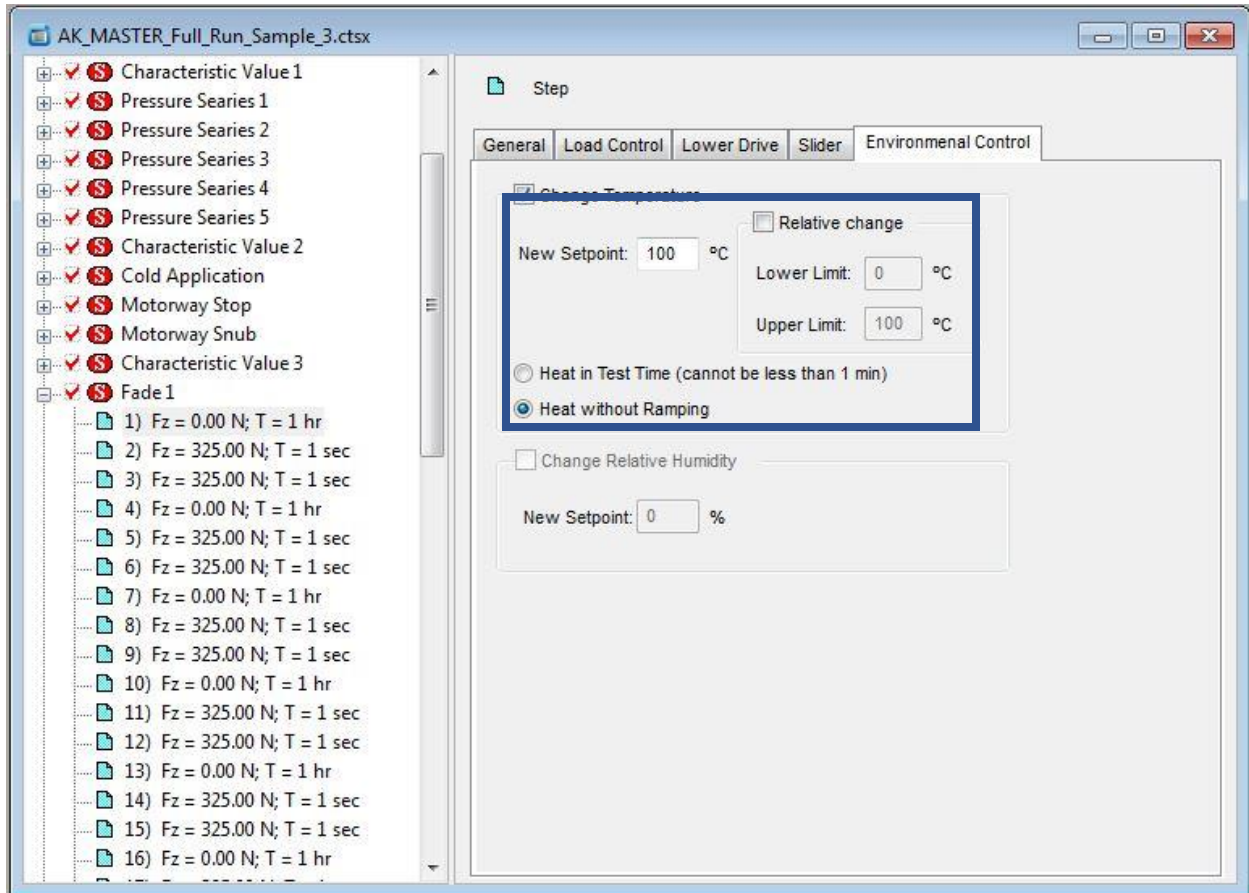 AK_MASTER_Full_Run_Sample_3.ctsx
S Characteristic Value 1
S Pressure Searies 1
S Pressure Searies 2
S Pressure Searies 3
S Pressure Searies 4
S Pressure Searies 5
S Characteristic Value 2
S Cold Application
S Motorway Stop
S Motorway Snub
S Characteristic Value 3
S Fade 1
1) Fz = 0.00 N; T = 1 hr
2) Fz = 325.00 N; T = 1 sec
3) Fz = 325.00 N; T = 1 sec
4) Fz = 0.00 N; T = 1 hr
5) Fz = 325.00 N; T = 1 sec
6) Fz = 325.00 N; T = 1 sec
7) Fz = 0.00 N; T = 1 hr
8) Fz = 325.00 N; T = 1 sec
9) Fz = 325.00 N; T = 1 sec
10) Fz = 0.00 N; T = 1 hr
11) Fz = 325.00 N; T = 1 sec
12) Fz = 325.00 N; T = 1 sec
13) Fz = 0.00 N; T = 1 hr
14) Fz = 325.00 N; T = 1 sec
15) Fz = 325.00 N; T = 1 sec
16) Fz = 0.00 N; T = 1 hr
Step
General Load Control Lower Drive Slider Environmenal Control
Change Temperature
Relative change
New Setpoint: 100 ºC
Lower Limit: 0 ºC
Upper Limit: 100 ºC
Heat in Test Time (cannot be less than 1 min)
Heat without Ramping
Change Relative Humidity
New Setpoint: 0 %